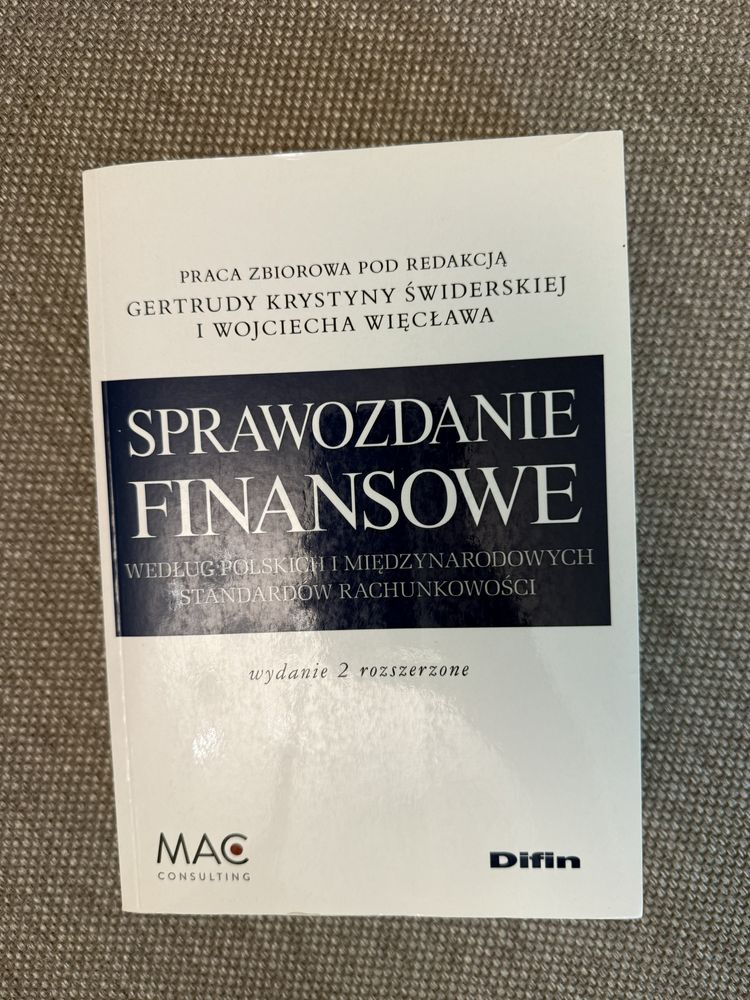 PRACA ZBIOROWA POD REDAKCJĄ
GERTRUDY KRYSTYNY ŚWIDERSKIEJ
I WOJCIECHA WIĘCŁAWA
SPRAWOZDANIE
FINANSOWE
WEDŁUG POLSKICH I MIĘDZYNARODOWYCH
STANDARDÓW RACHUNKOWOŚCI
wydanie 2 rozszerzone
MAC
CONSULTING
Difin